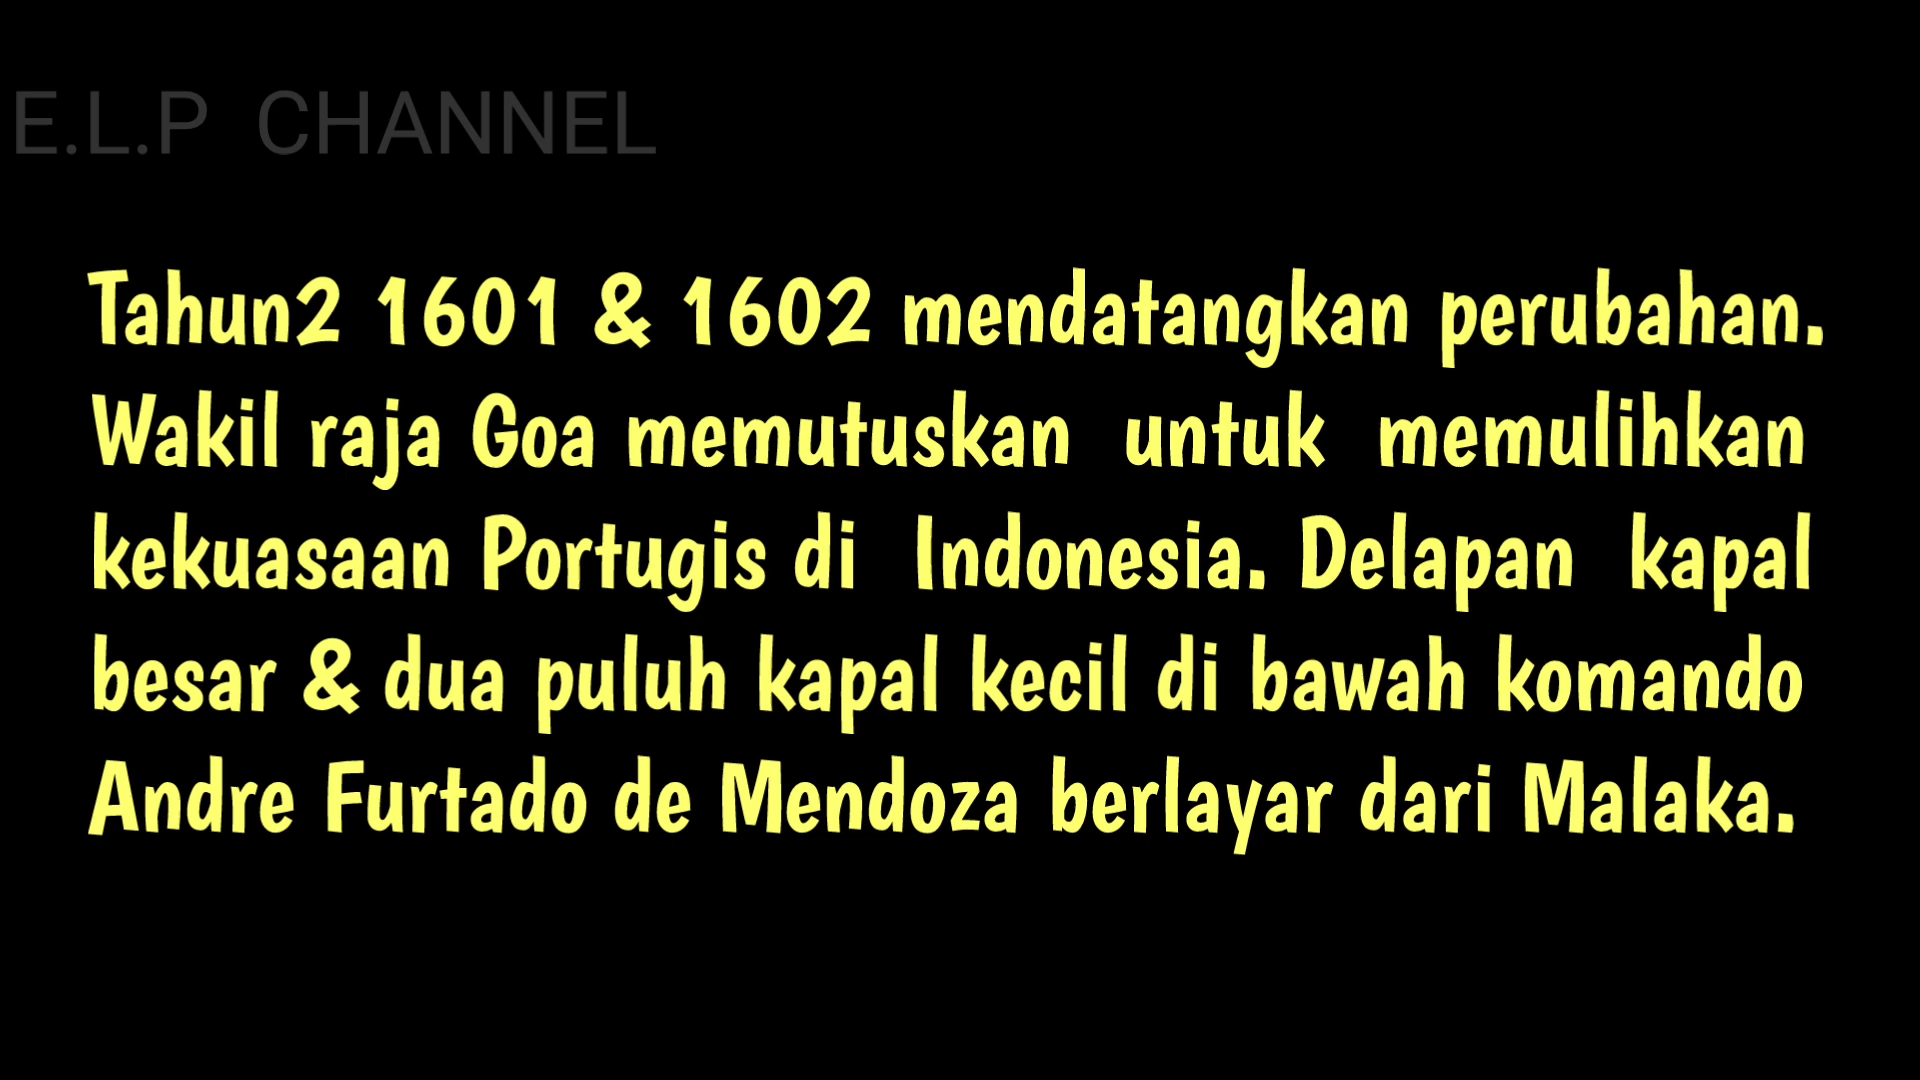 E.L.P CHANNEL
Tahun2 1601 & 1602 mendatangkan perubahan.
Wakil raja Goa memutuskan untuk memulihkan
kekuasaan Portugis di Indonesia. Delapan kapal
besar & dua puluh kapal kecil di bawah komando
Andre Furtado de Mendoza berlayar dari Malaka.